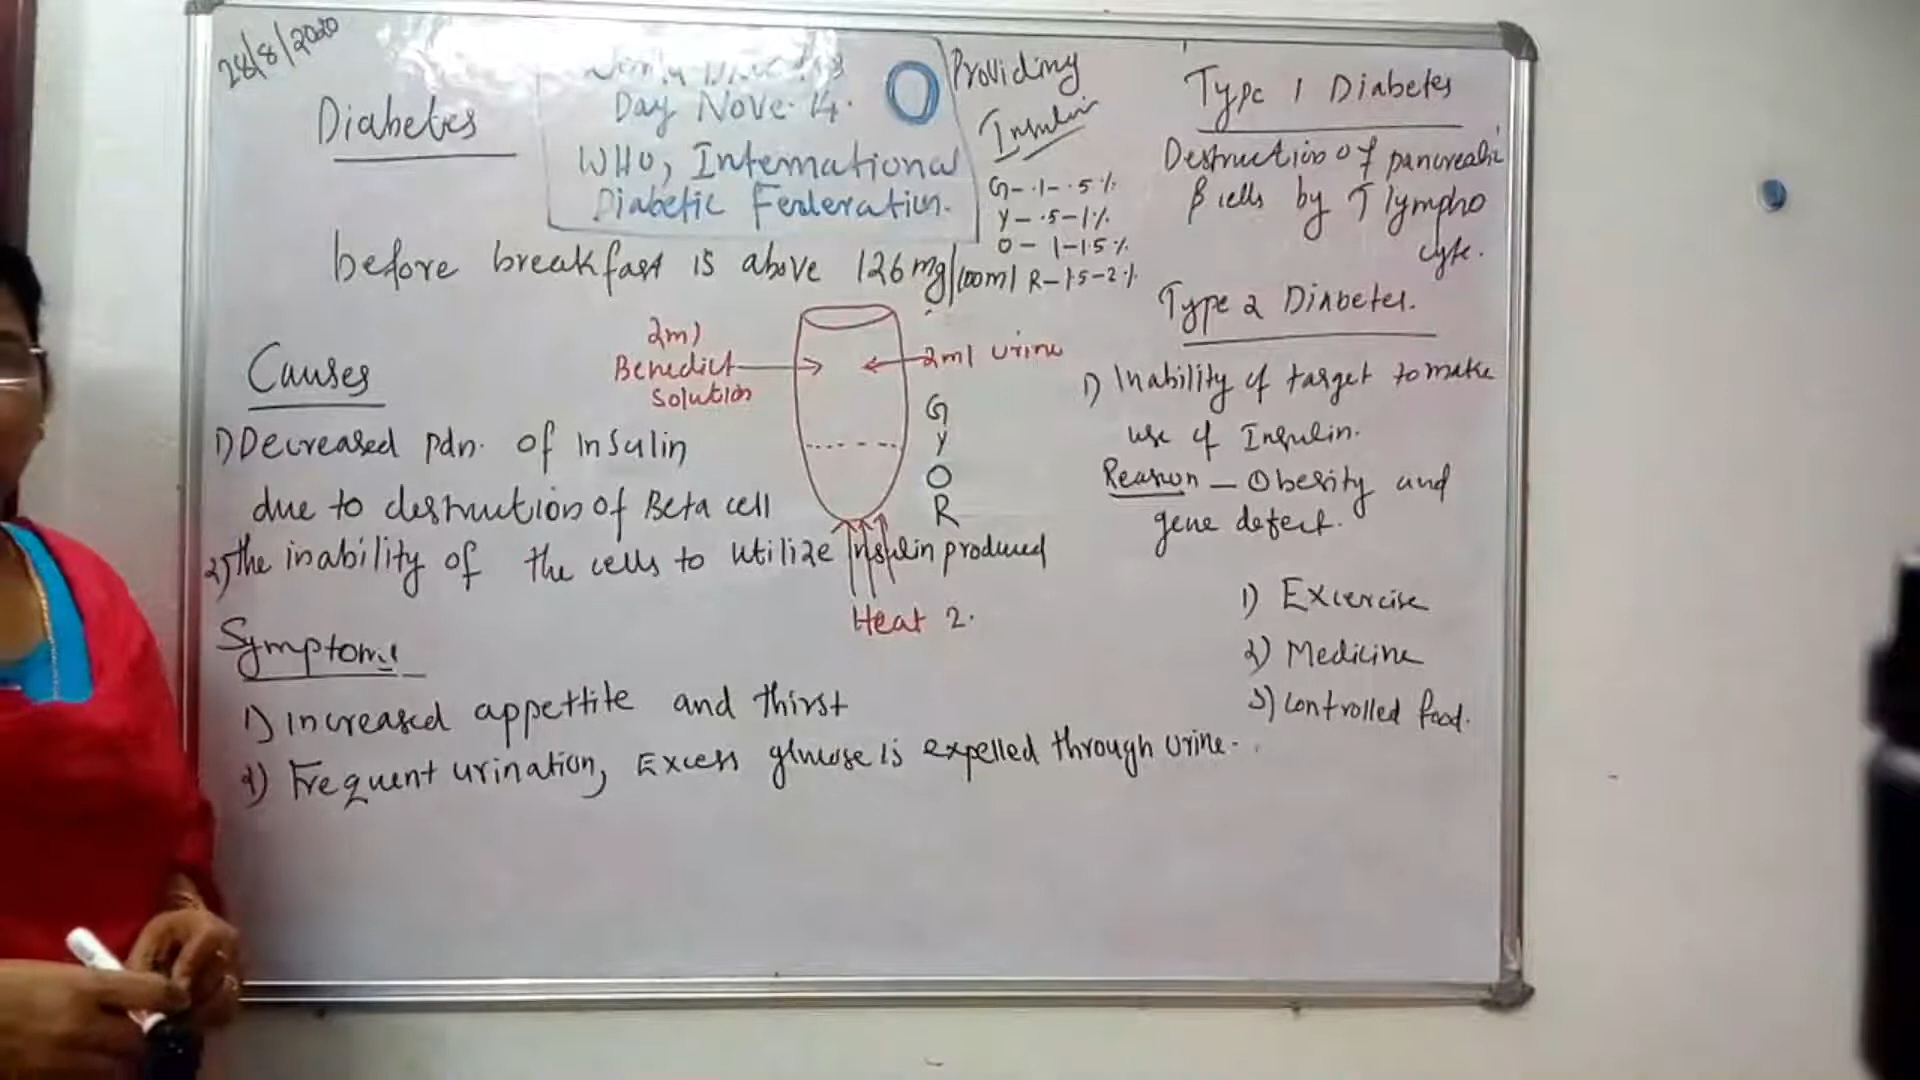 28/8/2020
Diabetes
Day Nove. 14.
WHO, International
Diabetic Federation.
before breakfast is above 126mg/100ml
Causes
1) Decreased pdn. of insulin
due to destruction of Beta cell
2) The inability of the cells to utilize Insulin produced
Symptoms
1) increased appettite and thirst
2) Frequent urination, Excess glucose is expelled through urine.
2ml
Benedict
Solution
2ml urine
G
Y
O
R
Heat 2.
Providing
Insulin
G - .1 - .5%
Y - .5 - 1%
O - 1 - 1.5%
R - 1.5 - 2%
Type 1 Diabetes
Destruction of pancreatic
β cells by T lympho
cyte.
Type 2 Diabetes.
1) Inability of target to make
use of Insulin.
Reason - Obesity and
gene defect.
1) Excercise
2) Medicine
3) Controlled food.